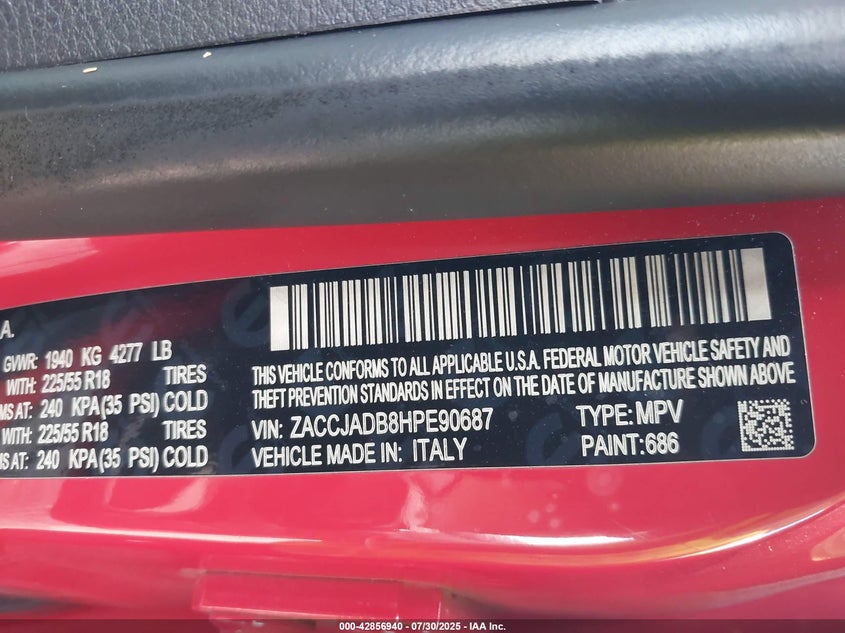 A.
GVWR: 1940 KG 4277 LB
WITH: 225/55 R18 TIRES
MS AT: 240 KPA(35 PSI) COLD
WITH: 225/55 R18 TIRES
MS AT: 240 KPA(35 PSI) COLD
THIS VEHICLE CONFORMS TO ALL APPLICABLE U.S.A. FEDERAL MOTOR VEHICLE SAFETY AND
THEFT PREVENTION STANDARDS IN EFFECT ON THE DATE OF MANUFACTURE SHOWN ABOVE
VIN: ZACCJADB8HPE90687 TYPE: MPV
VEHICLE MADE IN: ITALY PAINT:686
000-42856940 - 07/30/2025 - IAA Inc.